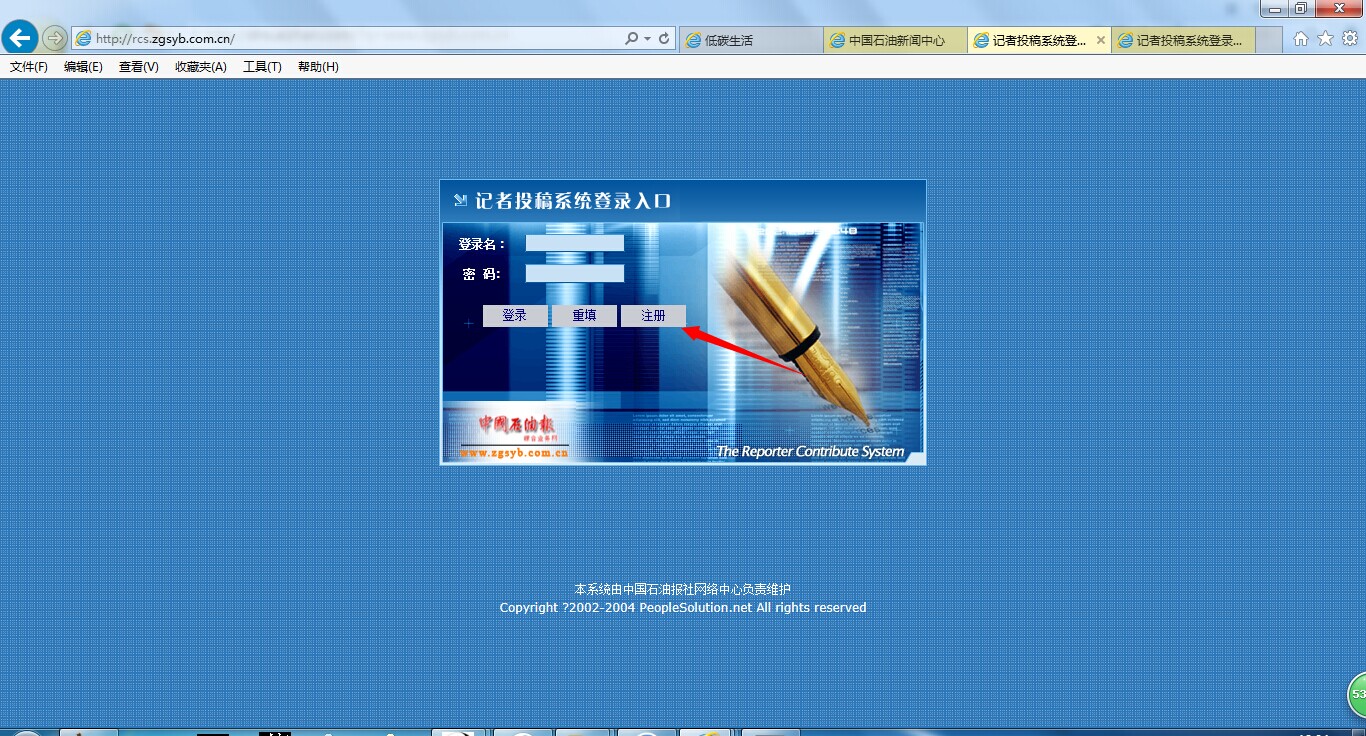 http://rcs.zgsyb.com.cn/
低碳生活
中国石油新闻中心
记者投稿系统登...
记者投稿系统登录...
文件(F) 编辑(E) 查看(V) 收藏夹(A) 工具(T) 帮助(H)
记者投稿系统登录入口
登录名：
密 码:
登录 重填 注册
中國石油報
www.zgsyb.com.cn
The Reporter Contribute System
本系统由中国石油报社网络中心负责维护
Copyright ?2002-2004 PeopleSolution.net All rights reserved
53